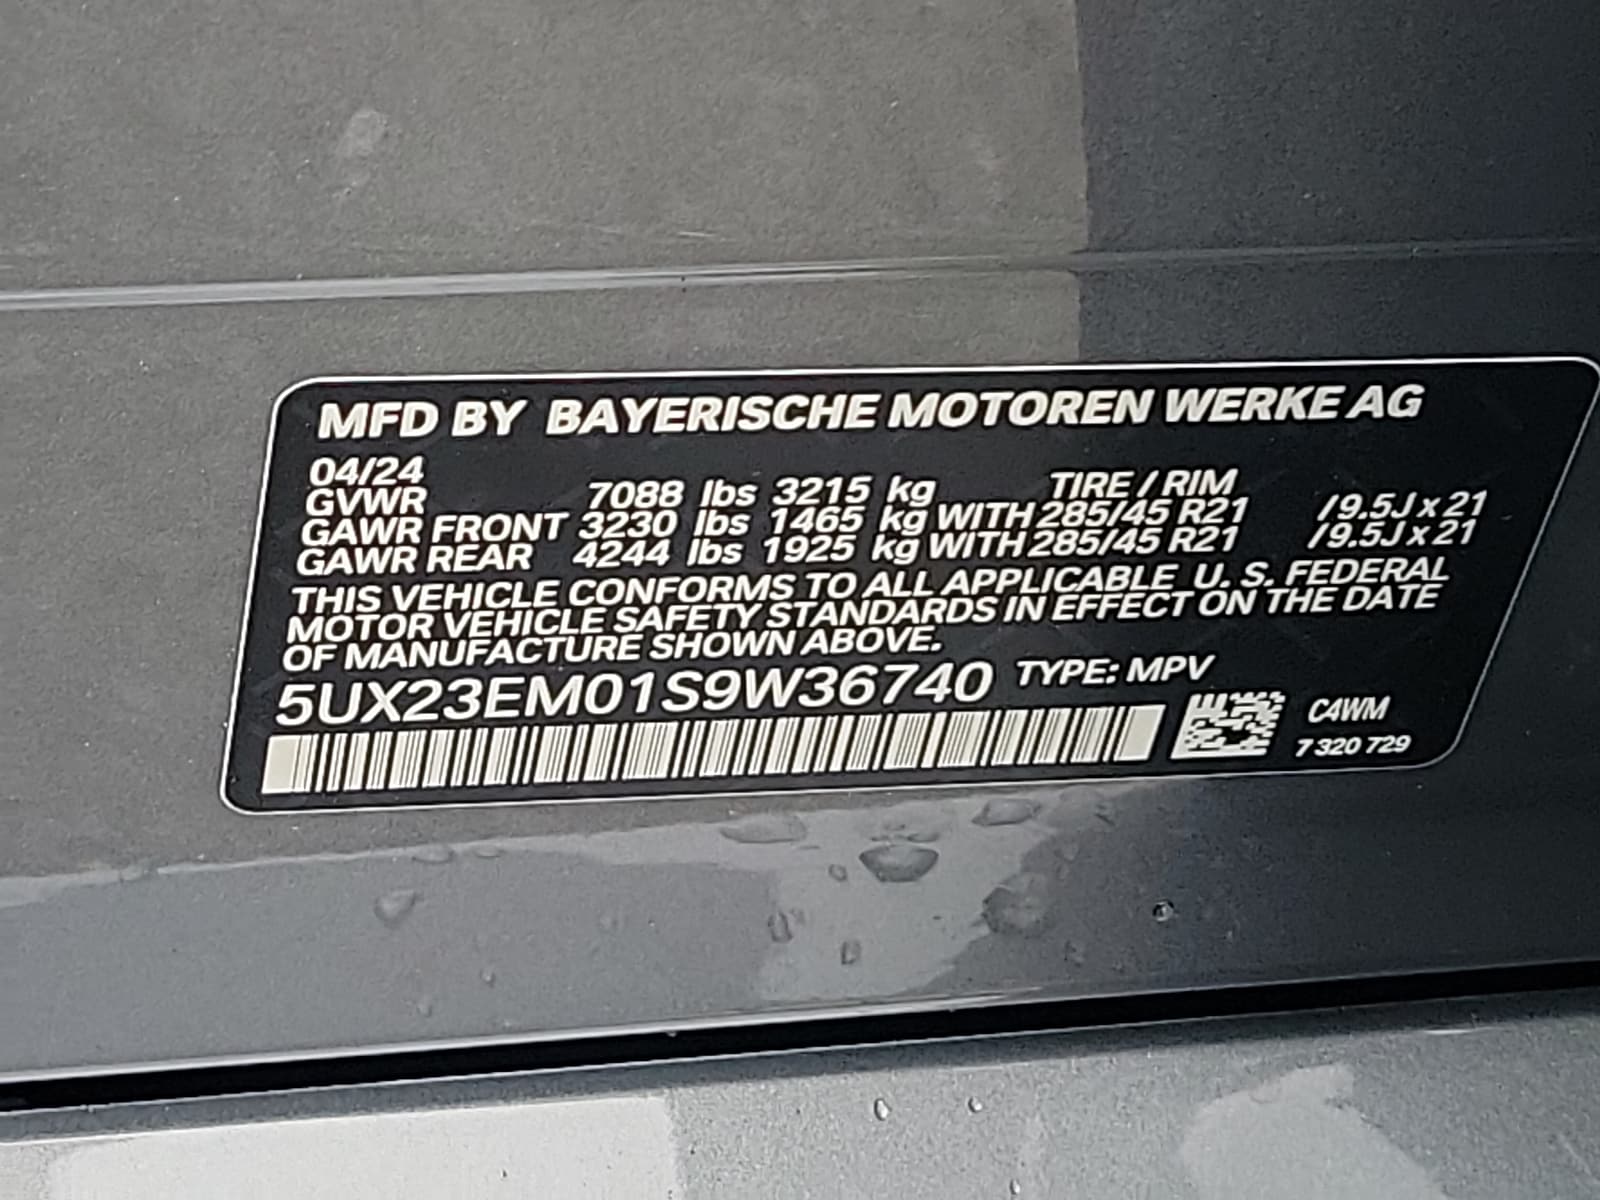 MFD BY BAYERISCHE MOTOREN WERKE AG
04/24
GVWR 7088 lbs 3215 kg TIRE / RIM
GAWR FRONT 3230 lbs 1465 kg WITH 285/45 R21 /9.5J x 21
GAWR REAR 4244 lbs 1925 kg WITH 285/45 R21 /9.5J x 21
THIS VEHICLE CONFORMS TO ALL APPLICABLE U. S. FEDERAL
MOTOR VEHICLE SAFETY STANDARDS IN EFFECT ON THE DATE
OF MANUFACTURE SHOWN ABOVE.
5UX23EM01S9W36740 TYPE: MPV
C4WM
7 320 729